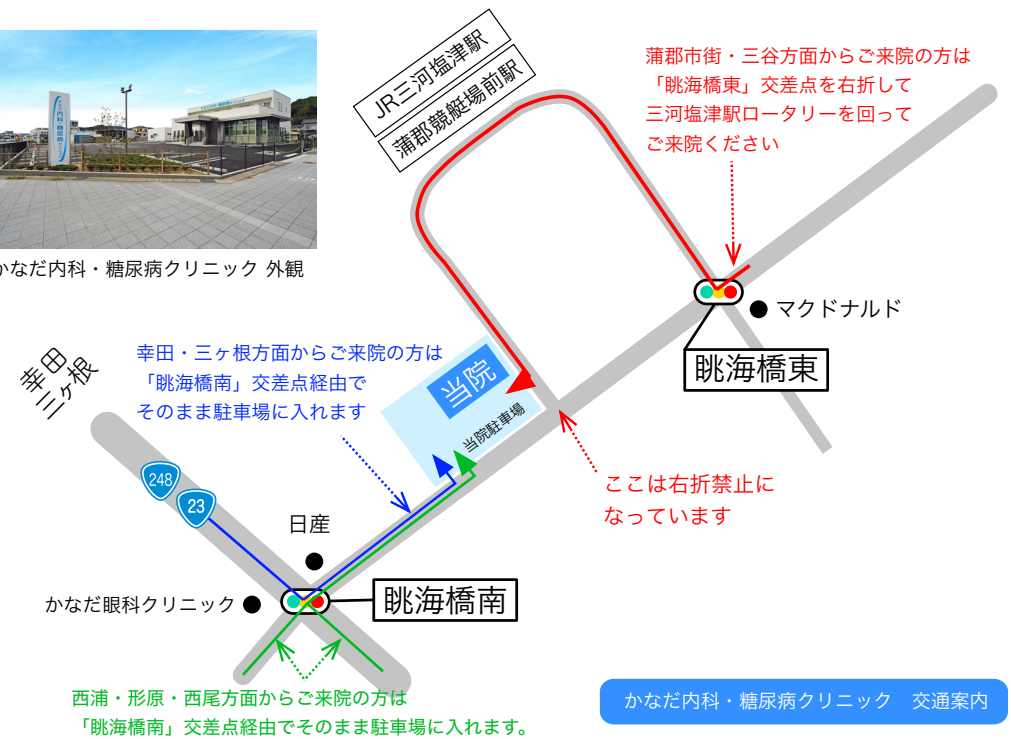 JR三河塩津駅
蒲郡競艇場前駅
蒲郡市街・三谷方面からご来院の方は
「眺海橋東」交差点を右折して
三河塩津駅ロータリーを回って
ご来院ください
内科・糖尿病
かなだ内科・糖尿病クリニック 外観
マクドナルド
眺海橋東
幸田
三ヶ根
幸田・三ヶ根方面からご来院の方は
「眺海橋南」交差点経由で
そのまま駐車場に入れます
当院
当院駐車場
ここは右折禁止に
なっています
248
23
日産
かなだ眼科クリニック
眺海橋南
西浦・形原・西尾方面からご来院の方は
「眺海橋南」交差点経由でそのまま駐車場に入れます。
かなだ内科・糖尿病クリニック　交通案内